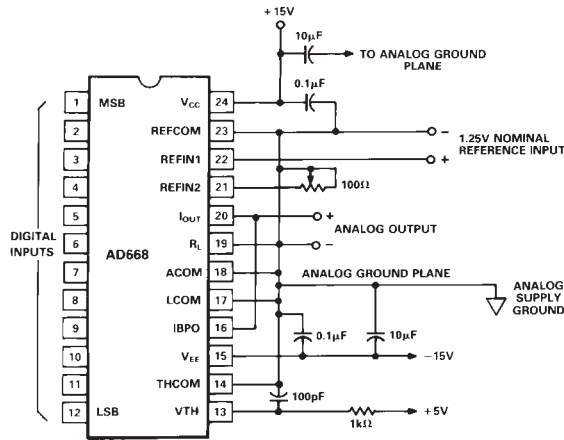 +15V
10μF
TO ANALOG GROUND
PLANE
0.1μF
1 MSB VCC 24
2 REFCOM 23
3 REFIN1 22
4 REFIN2 21
5 IOUT 20
6 RL 19
7 ACOM 18
8 LCOM 17
9 IBPO 16
10 VEE 15
11 THCOM 14
12 LSB VTH 13
DIGITAL
INPUTS
AD668
−
1.25V NOMINAL
REFERENCE INPUT
+
100Ω
+
ANALOG OUTPUT
−
ANALOG GROUND PLANE
ANALOG
SUPPLY
GROUND
0.1μF
10μF
−15V
100pF
1kΩ
+5V